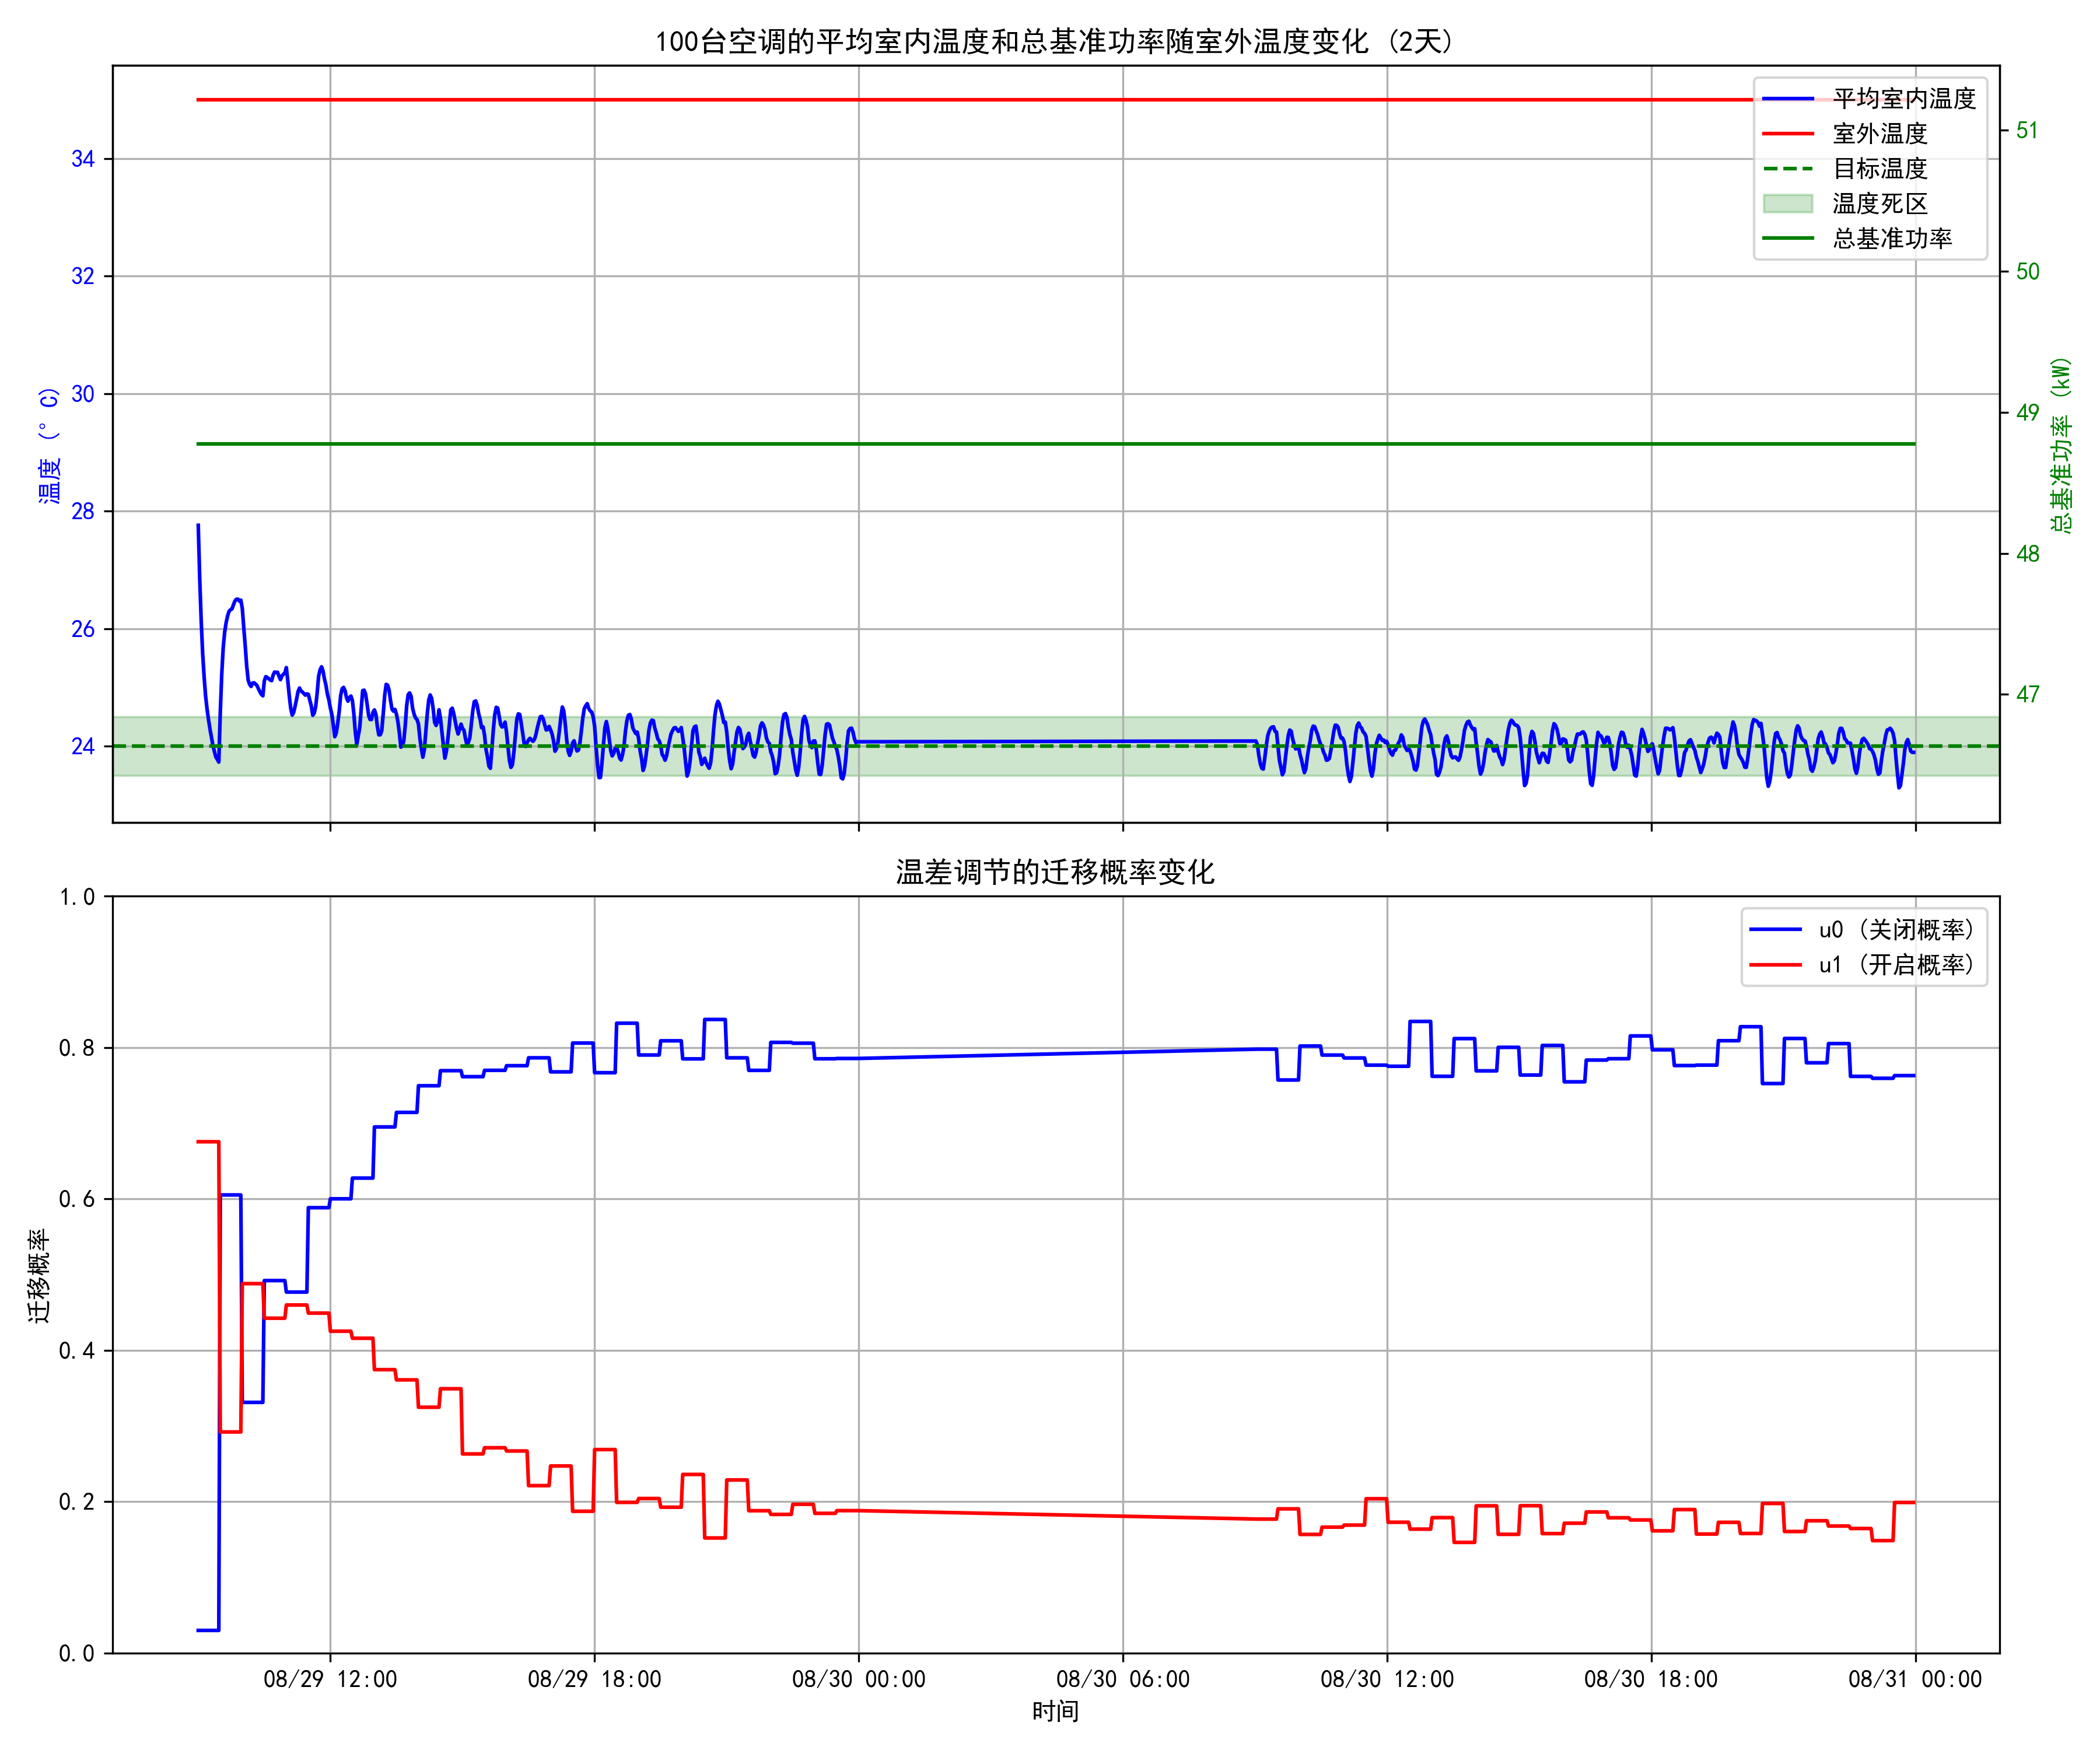 100台空调的平均室内温度和总基准功率随室外温度变化 (2天)
平均室内温度
室外温度
目标温度
温度死区
总基准功率
温度 (° C)
34
32
30
28
26
24
总基准功率 (kW)
51
50
49
48
47
温差调节的迁移概率变化
u0 (关闭概率)
u1 (开启概率)
迁移概率
1.0
0.8
0.6
0.4
0.2
0.0
08/29 12:00
08/29 18:00
08/30 00:00
08/30 06:00
08/30 12:00
08/30 18:00
08/31 00:00
时间